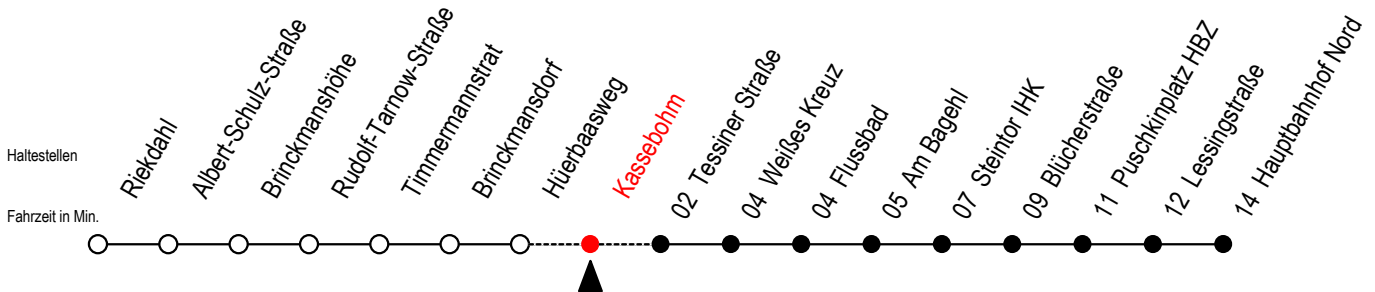 Haltestellen
Fahrzeit in Min.
Riekdahl
Albert-Schulz-Straße
Brinckmanshöhe
Rudolf-Tarnow-Straße
Timmermannstrat
Brinckmansdorf
Hüerbaasweg
Kassebohm
02 Tessiner Straße
04 Weißes Kreuz
04 Flussbad
05 Am Bagehl
07 Steintor IHK
09 Blücherstraße
11 Puschkinplatz HBZ
12 Lessingstraße
14 Hauptbahnhof Nord